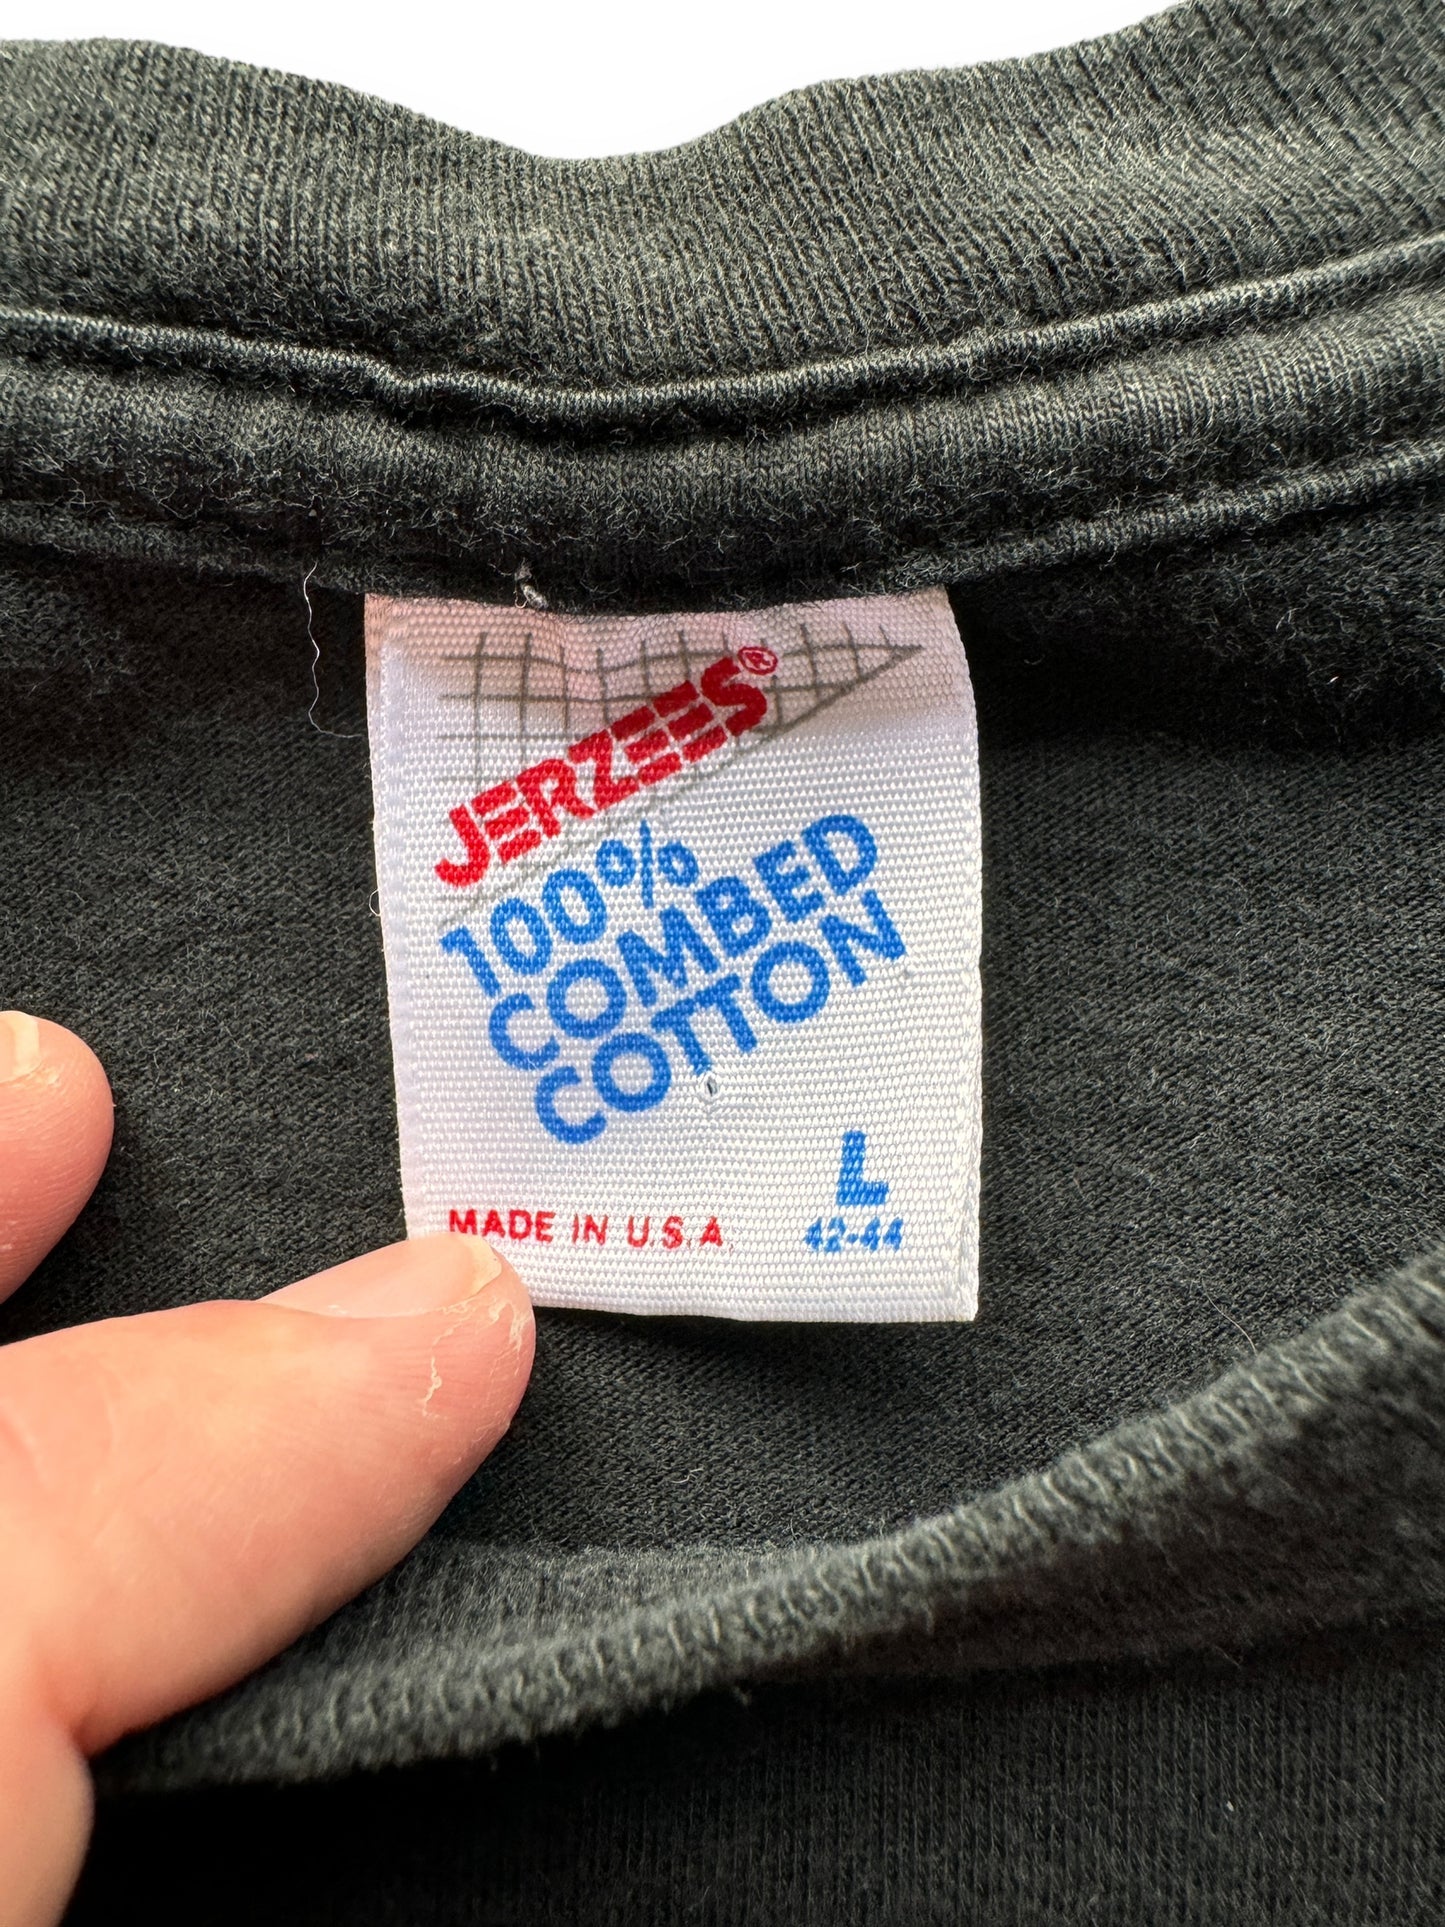 JERZEES®
100%
COMBED
COTTON
L
MADE IN U.S.A.
42-44